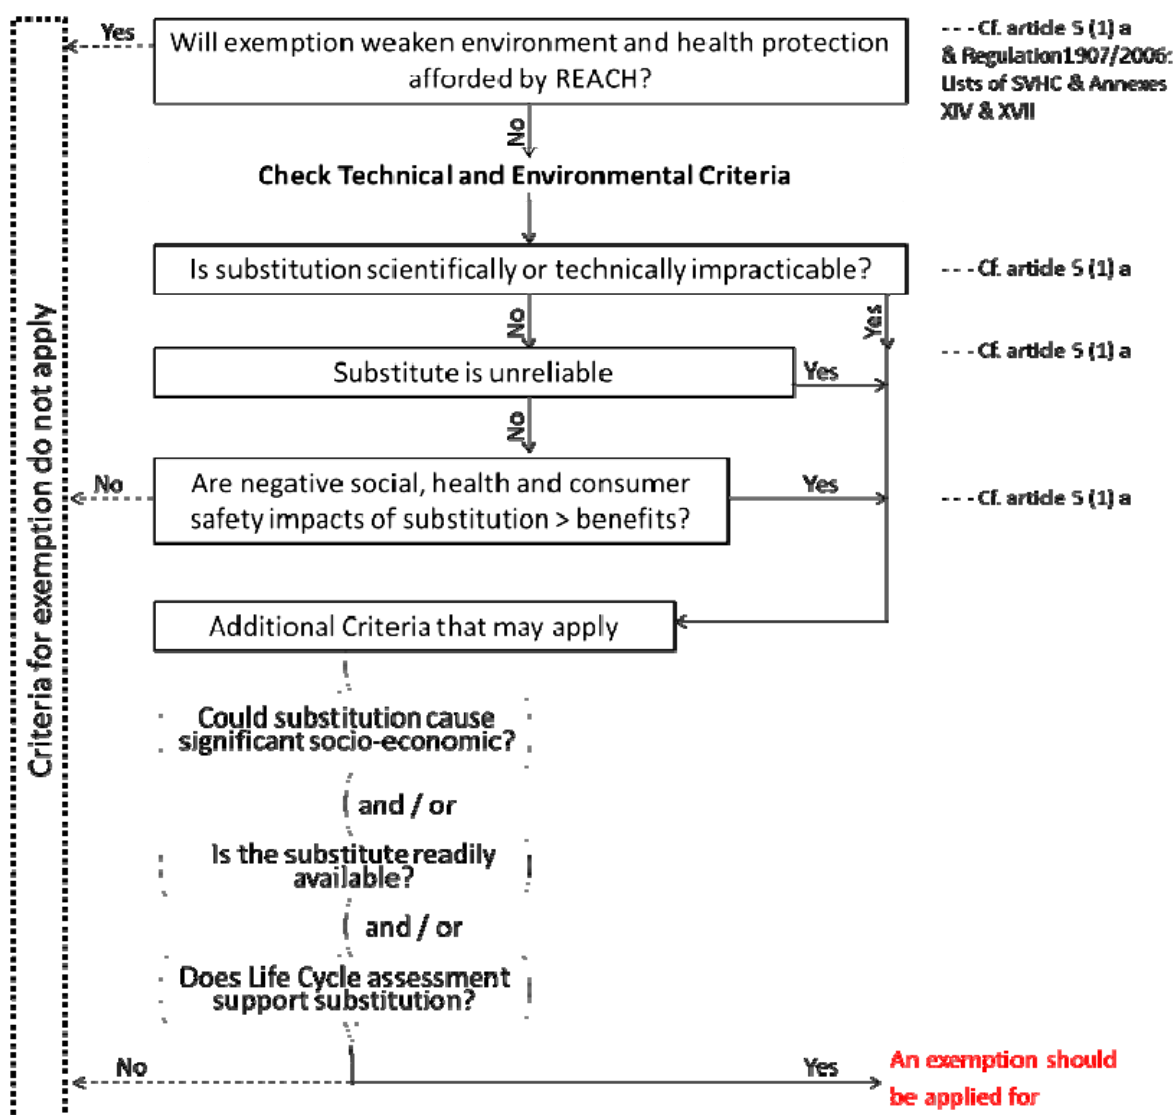 Yes
Will exemption weaken environment and health protection
afforded by REACH?
---Cf. article 5 (1) a
& Regulation1907/2006:
Lists of SVHC & Annexes
XIV & XVII
No
Check Technical and Environmental Criteria
Is substitution scientifically or technically impracticable?
---Cf. article 5 (1) a
No
Yes
Substitute is unreliable
Yes
---Cf. article 5 (1) a
No
Are negative social, health and consumer
safety impacts of substitution > benefits?
No
Yes
---Cf. article 5 (1) a
Criteria for exemption do not apply
Additional Criteria that may apply
Could substitution cause
significant socio-economic?
and / or
Is the substitute readily
available?
and / or
Does Life Cycle assessment
support substitution?
No
Yes
An exemption should
be applied for